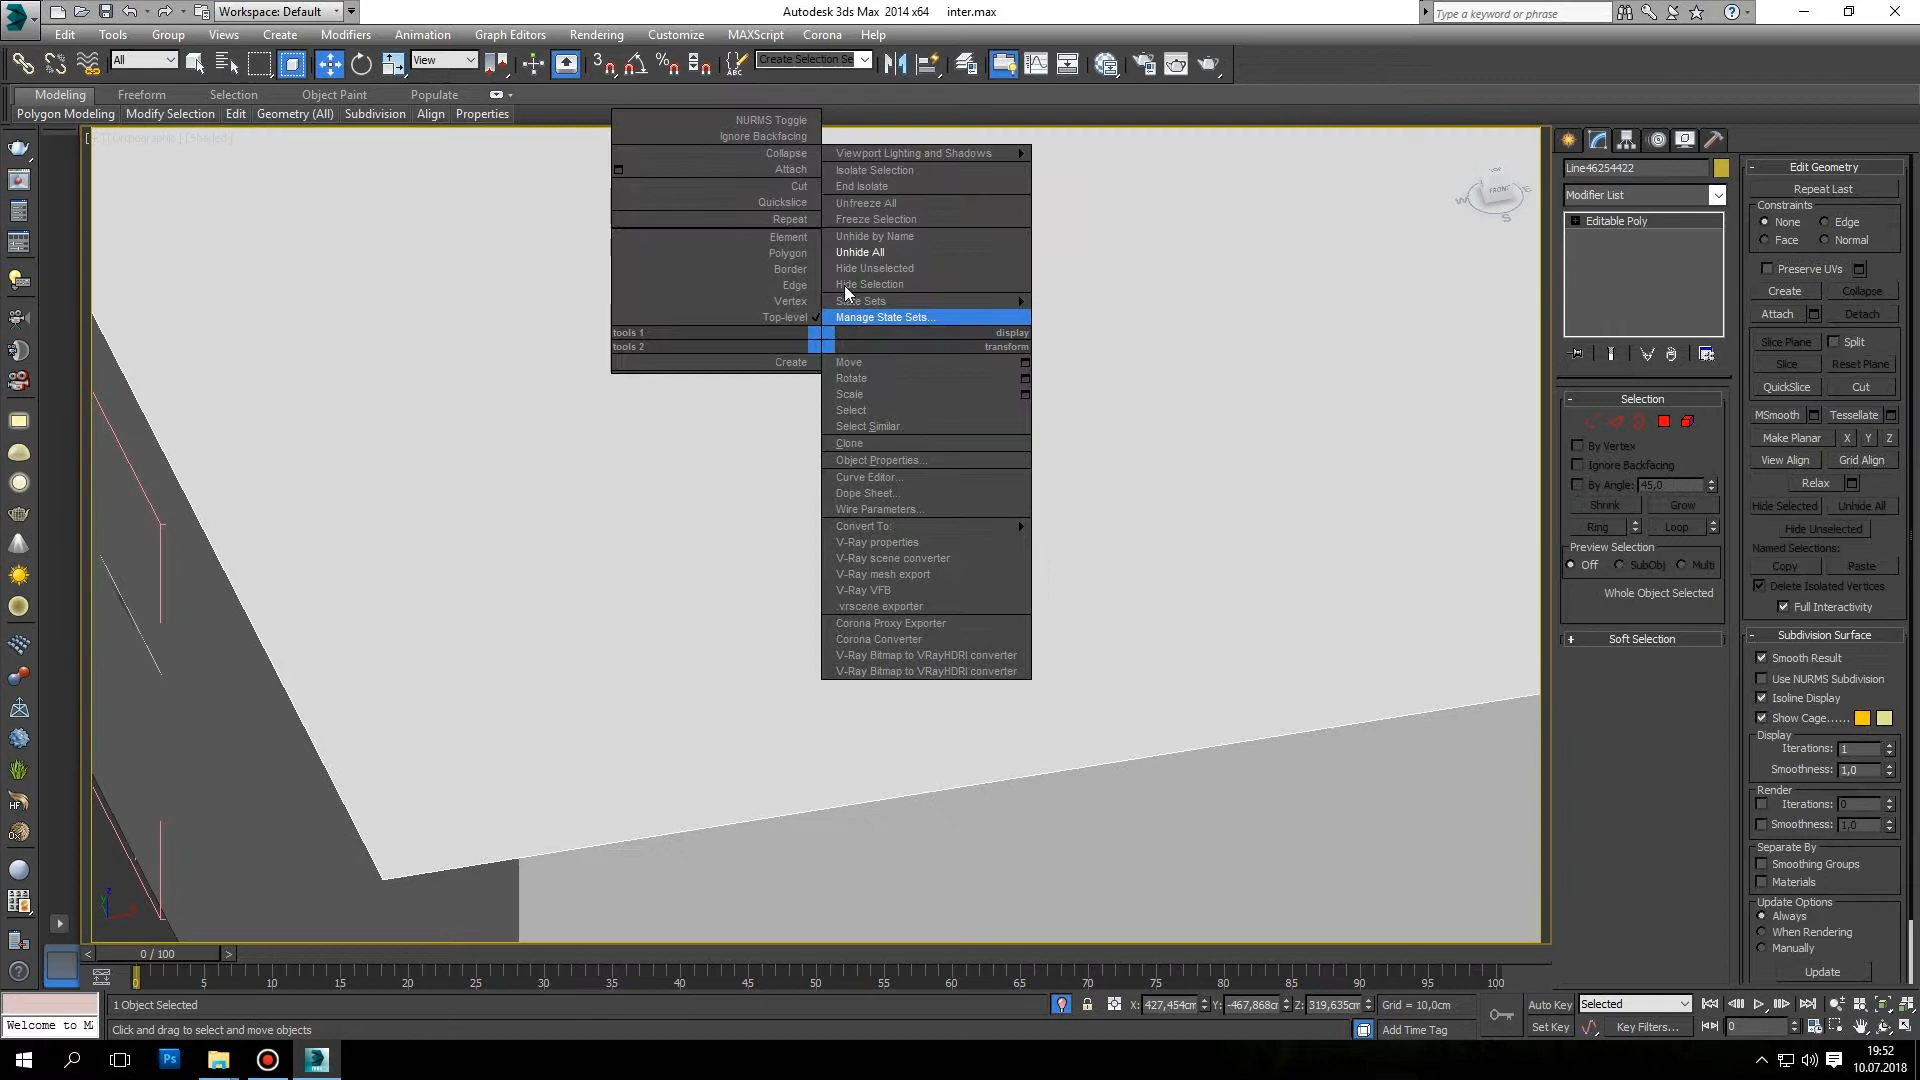 Workspace: Default
Autodesk 3ds Max 2014 x64 inter.max
Type a keyword or phrase
Edit Tools Group Views Create Modifiers Animation Graph Editors Rendering Customize MAXScript Corona Help
All
View
Create Selection Se
Modeling Freeform Selection Object Paint Populate
Polygon Modeling Modify Selection Edit Geometry (All) Subdivision Align Properties
NURMS Toggle
Ignore Backfacing
Collapse
Attach
Cut
Quickslice
Repeat
Element
Polygon
Border
Edge
Vertex
Top-level
tools 1
tools 2
Create
Viewport Lighting and Shadows
Isolate Selection
End Isolate
Unfreeze All
Freeze Selection
Unhide by Name
Unhide All
Hide Unselected
Hide Selection
State Sets
Manage State Sets...
display
transform
Move
Rotate
Scale
Select
Select Similar
Clone
Object Properties...
Curve Editor...
Dope Sheet...
Wire Parameters...
Convert To:
V-Ray properties
V-Ray scene converter
V-Ray mesh export
V-Ray VFB
.vrscene exporter
Corona Proxy Exporter
Corona Converter
V-Ray Bitmap to VRayHDRI converter
V-Ray Bitmap to VRayHDRI converter
FRONT
W
S
Line46254422
Modifier List
Editable Poly
- Selection
By Vertex
Ignore Backfacing
By Angle: 45,0
Shrink Grow
Ring Loop
Preview Selection
Off SubObj Multi
Whole Object Selected
+ Soft Selection
- Edit Geometry
Repeat Last
Constraints
None Edge
Face Normal
Preserve UVs
Create Collapse
Attach Detach
Slice Plane Split
Slice Reset Plane
QuickSlice Cut
MSmooth Tessellate
Make Planar X Y Z
View Align Grid Align
Relax
Hide Selected Unhide All
Hide Unselected
Named Selections:
Copy Paste
Delete Isolated Vertices
Full Interactivity
- Subdivision Surface
Smooth Result
Use NURMS Subdivision
Isoline Display
Show Cage......
Display
Iterations: 1
Smoothness: 1,0
Render
Iterations: 0
Smoothness: 1,0
Separate By
Smoothing Groups
Materials
Update Options
Always
When Rendering
Manually
Update
< 0 / 100 >
0 5 10 15 20 25 30 35 40 45 50 55 60 65 70 75 80 85 90 95 100
1 Object Selected
X: 427,454cm Y: -467,868cm Z: 319,635cm Grid = 10,0cm
Auto Key Selected
Welcome to M
Click and drag to select and move objects
Add Time Tag
Set Key Key Filters... 0
Ps
19:52
10.07.2018